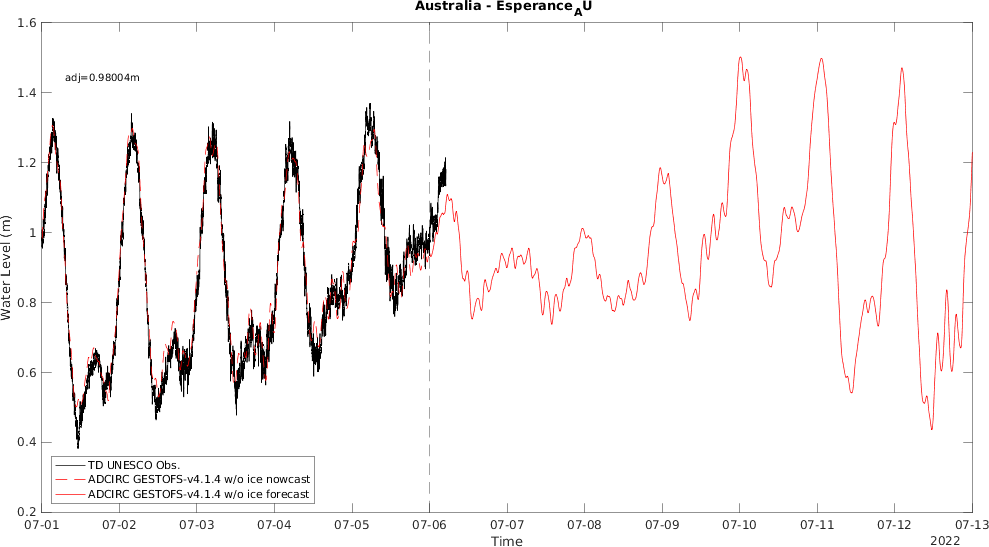 Australia - Esperance_AU
1.6
1.4
1.2
1
0.8
0.6
0.4
0.2
Water Level (m)
adj=0.98004m
TD UNESCO Obs.
ADCIRC GESTOFS-v4.1.4 w/o ice nowcast
ADCIRC GESTOFS-v4.1.4 w/o ice forecast
07-01 07-02 07-03 07-04 07-05 07-06 07-07 07-08 07-09 07-10 07-11 07-12 07-13
Time
2022